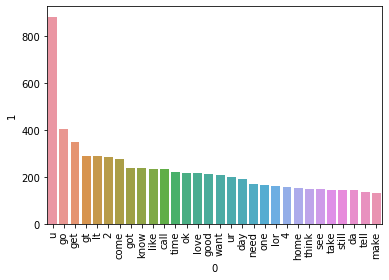 800
600
400
200
0
1
u
go
get
gt
lt
2
come
got
know
like
call
time
ok
love
good
want
ur
day
need
one
lor
4
home
think
see
take
still
da
tell
make
0